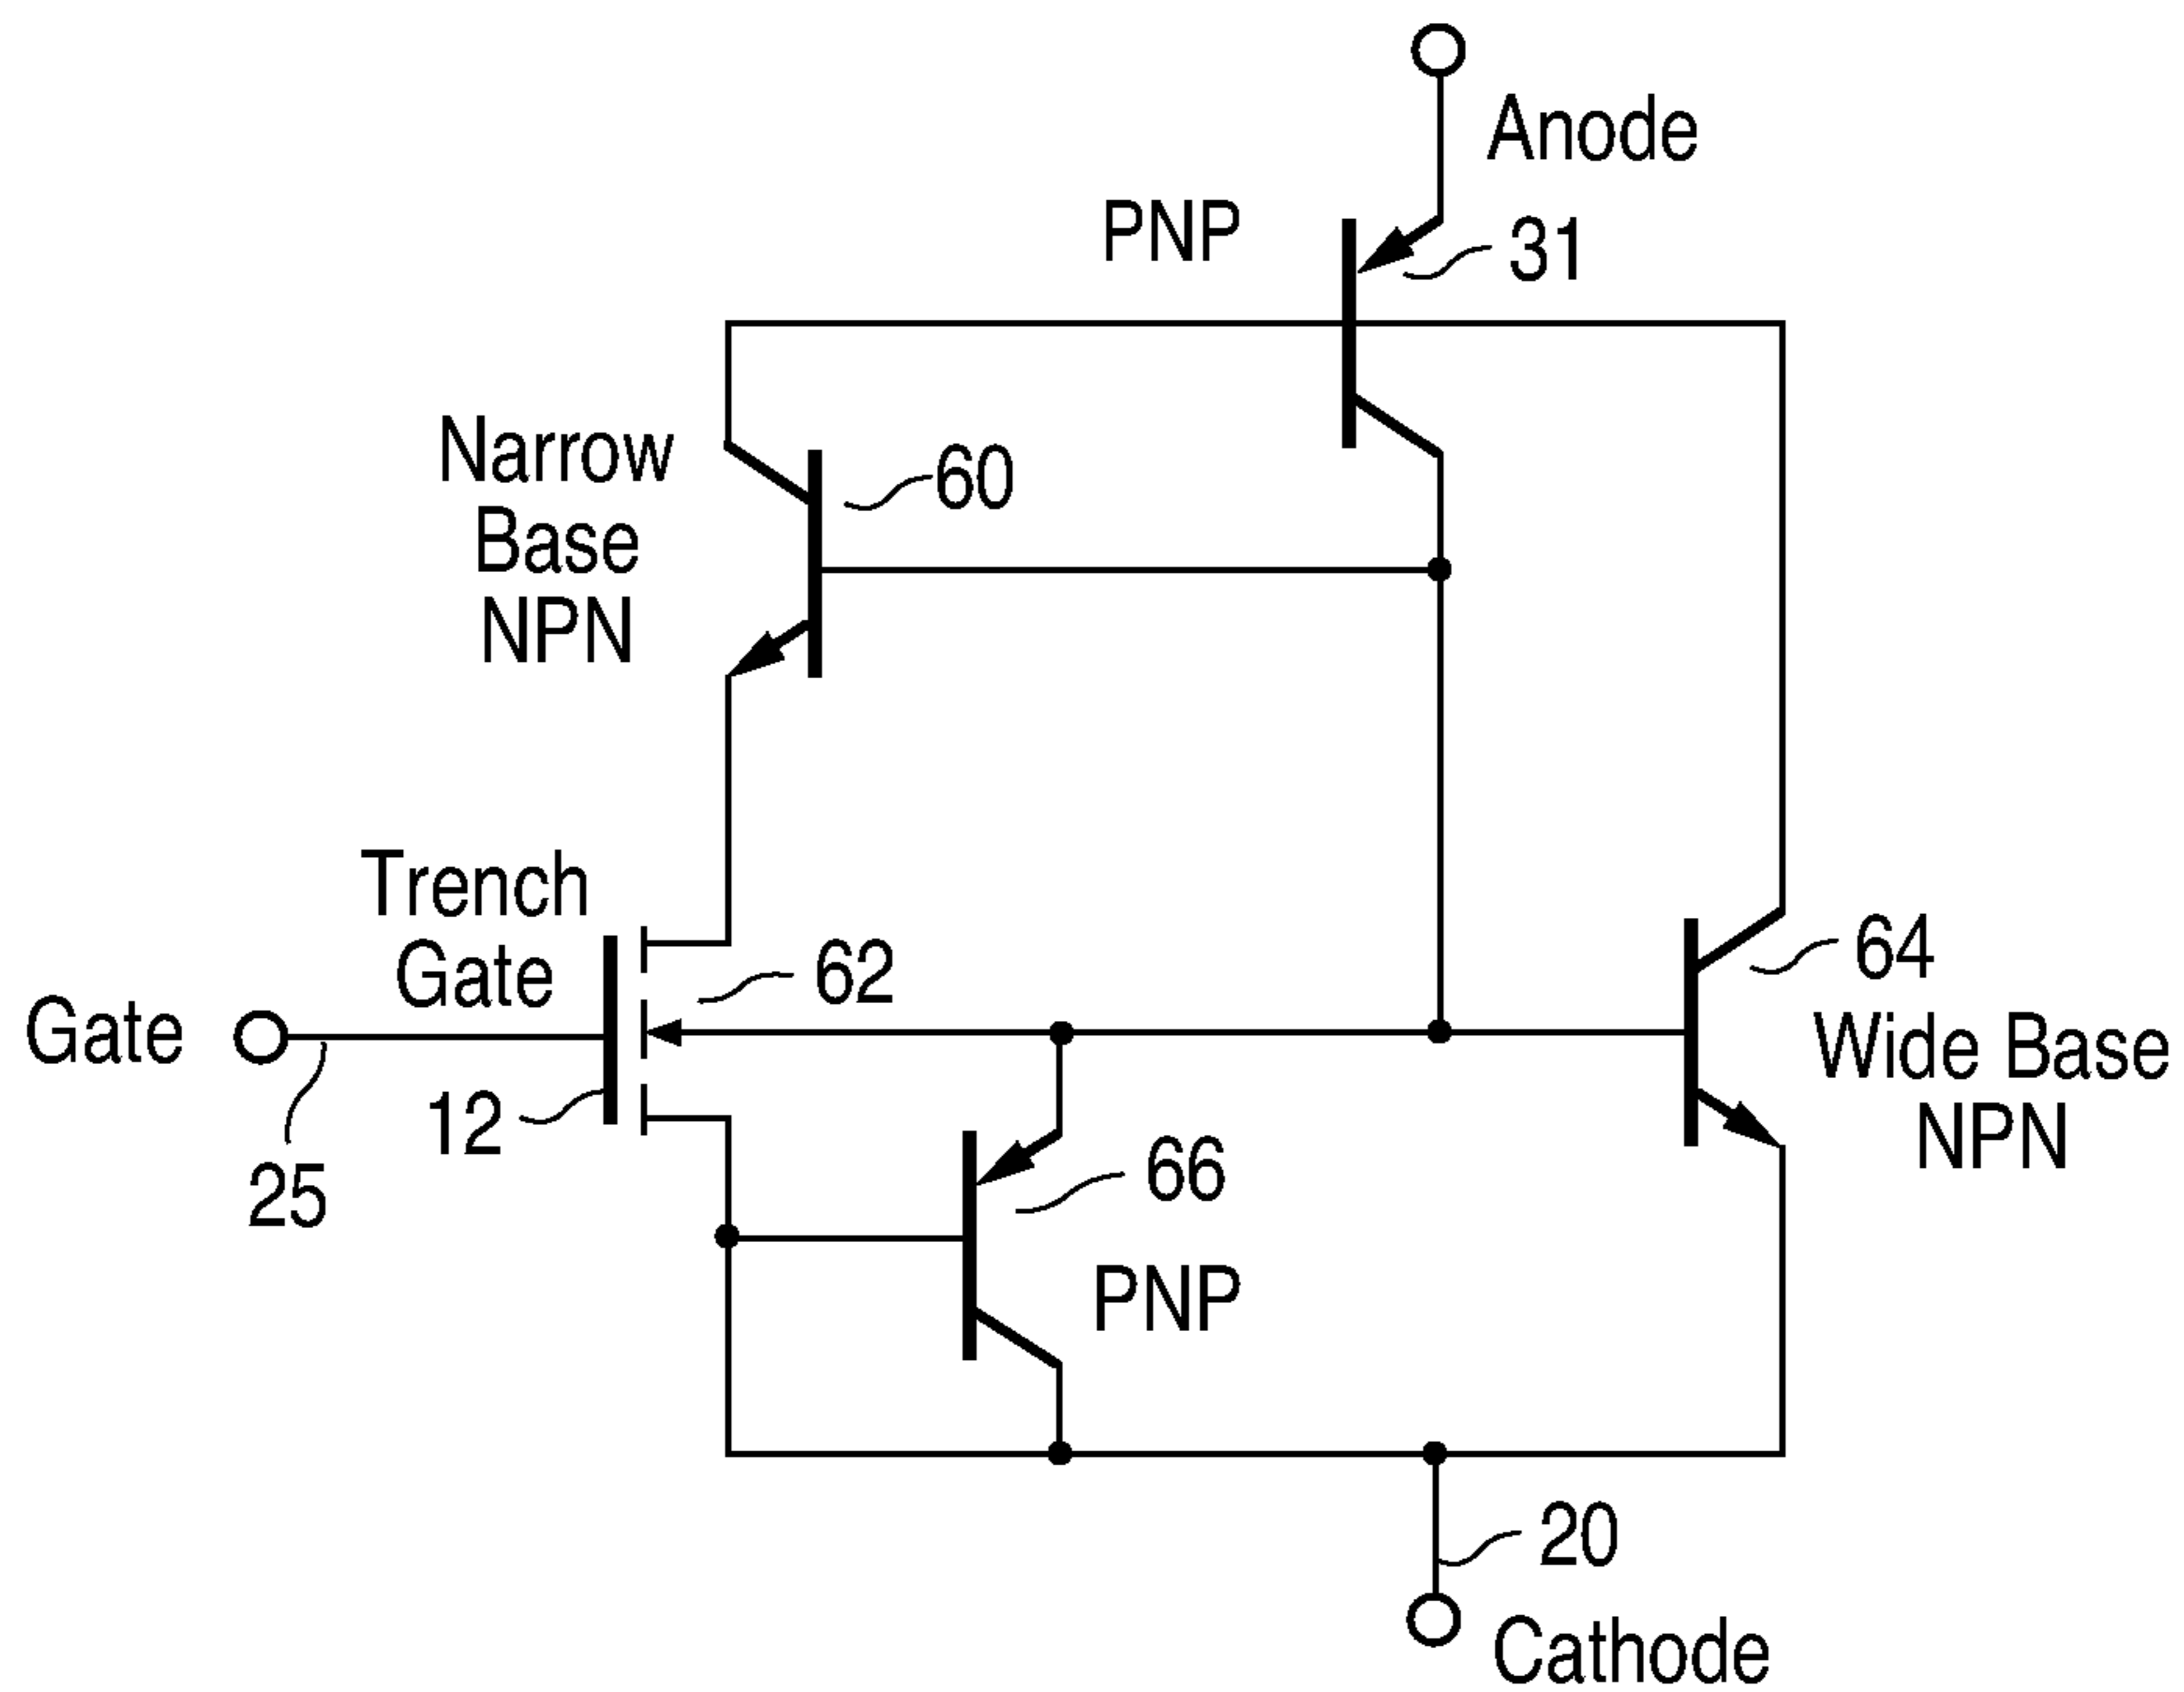 Anode
PNP
31
Narrow
Base
NPN
60
Trench
Gate
62
64
Gate
Wide Base
NPN
12
25
66
PNP
20
Cathode